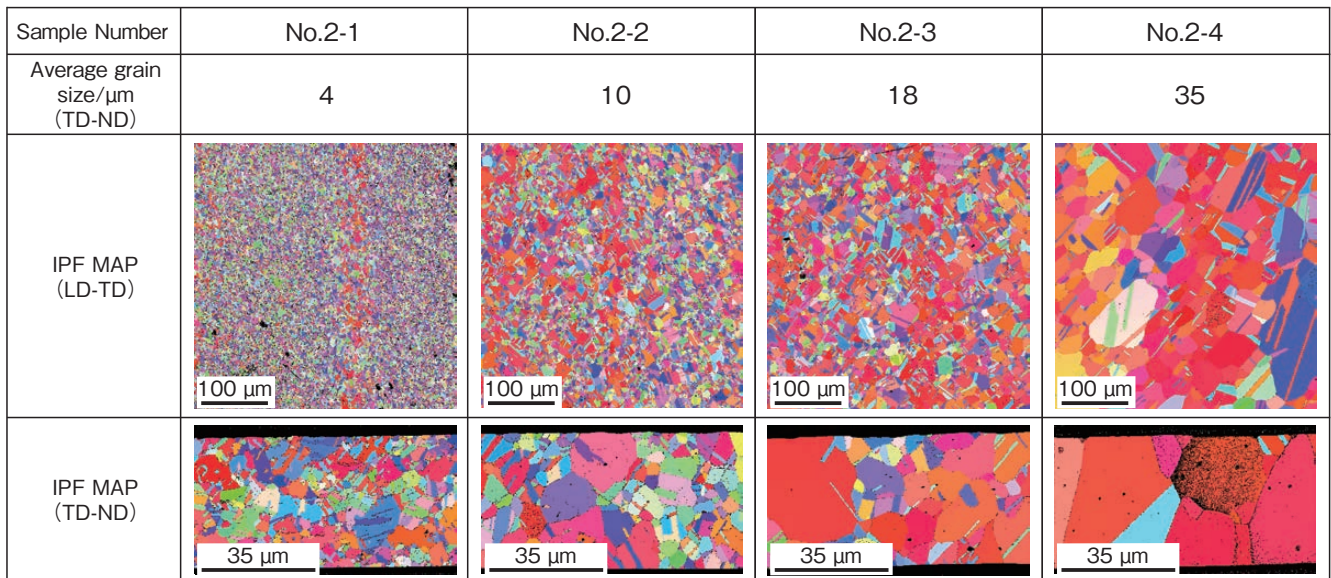 Sample Number
No.2-1
No.2-2
No.2-3
No.2-4
Average grain
size/μm
(TD-ND)
4
10
18
35
IPF MAP
(LD-TD)
100 μm
100 μm
100 μm
100 μm
IPF MAP
(TD-ND)
35 μm
35 μm
35 μm
35 μm